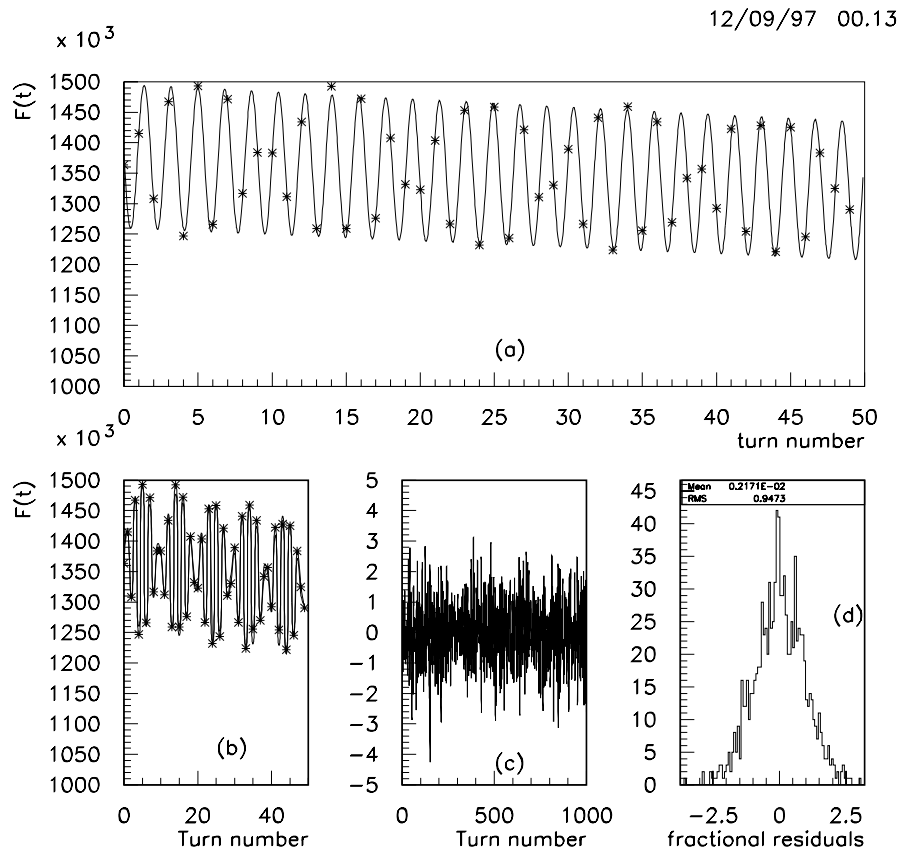 12/09/97 00.13
x 10³
F(t)
1500
1450
1400
1350
1300
1250
1200
1150
1100
1050
1000
(a)
0 5 10 15 20 25 30 35 40 45 50
turn number
x 10³
F(t)
1500
1450
1400
1350
1300
1250
1200
1150
1100
1050
1000
(b)
0 20 40
Turn number
5
4
3
2
1
0
−1
−2
−3
−4
−5
(c)
0 500 1000
Turn number
Mean 0.2171E−02
RMS 0.9473
45
40
35
30
25
20
15
10
5
0
(d)
−2.5 0 2.5
fractional residuals